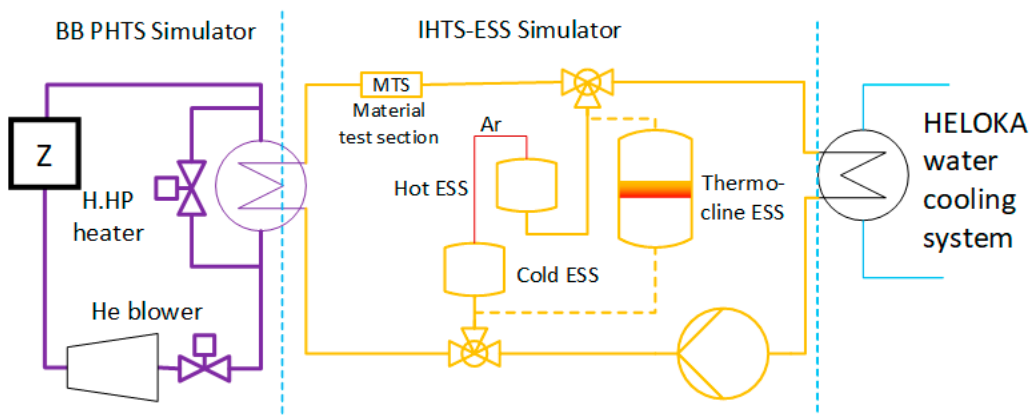 BB PHTS Simulator
IHTS-ESS Simulator
MTS
Material
test section
Z
H.HP
heater
Ar
Hot ESS
Thermo-
cline ESS
HELOKA
water
cooling
system
Cold ESS
He blower